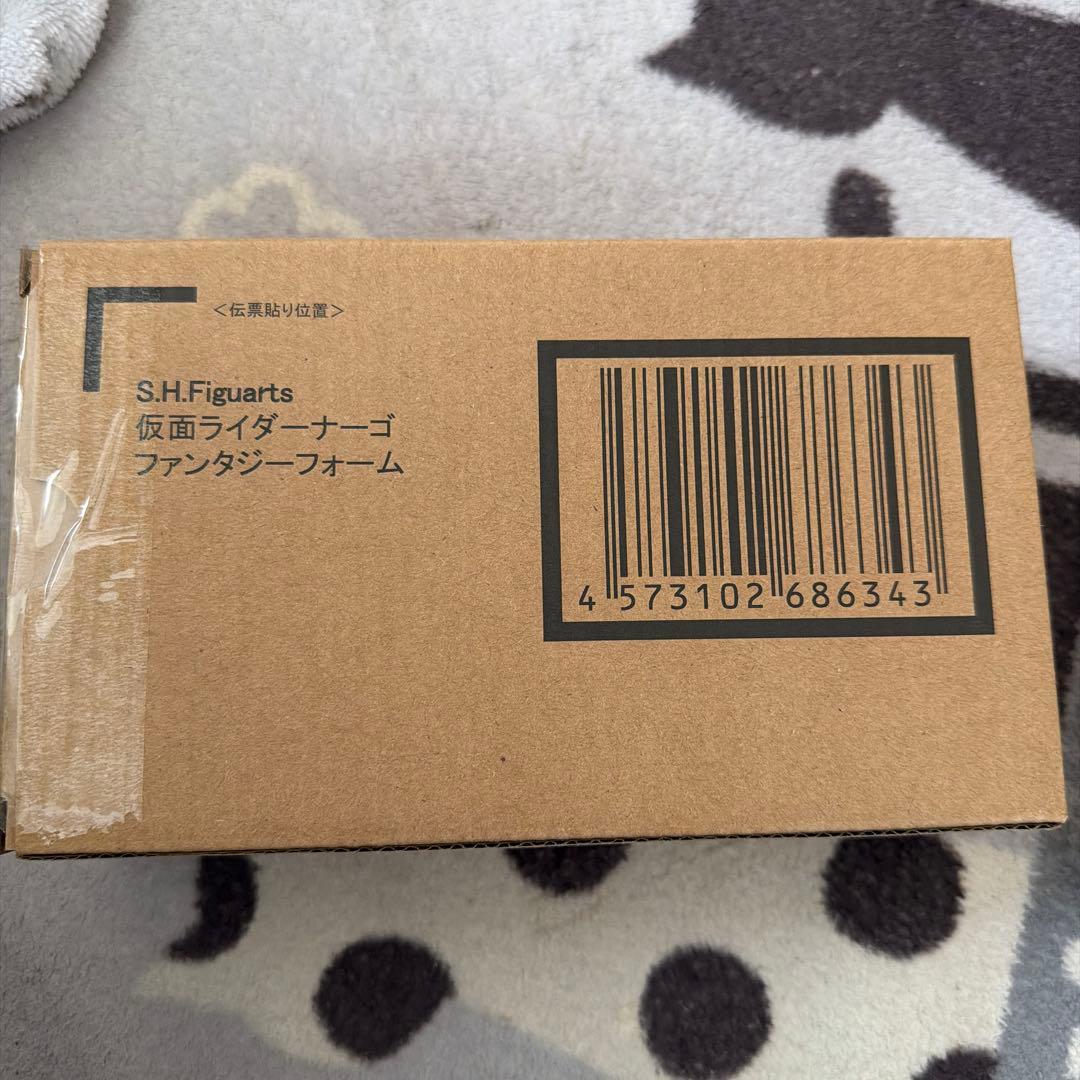 ＜伝票貼り位置＞
S.H.Figuarts
仮面ライダーナーゴ
ファンタジーフォーム
4 573102 686343